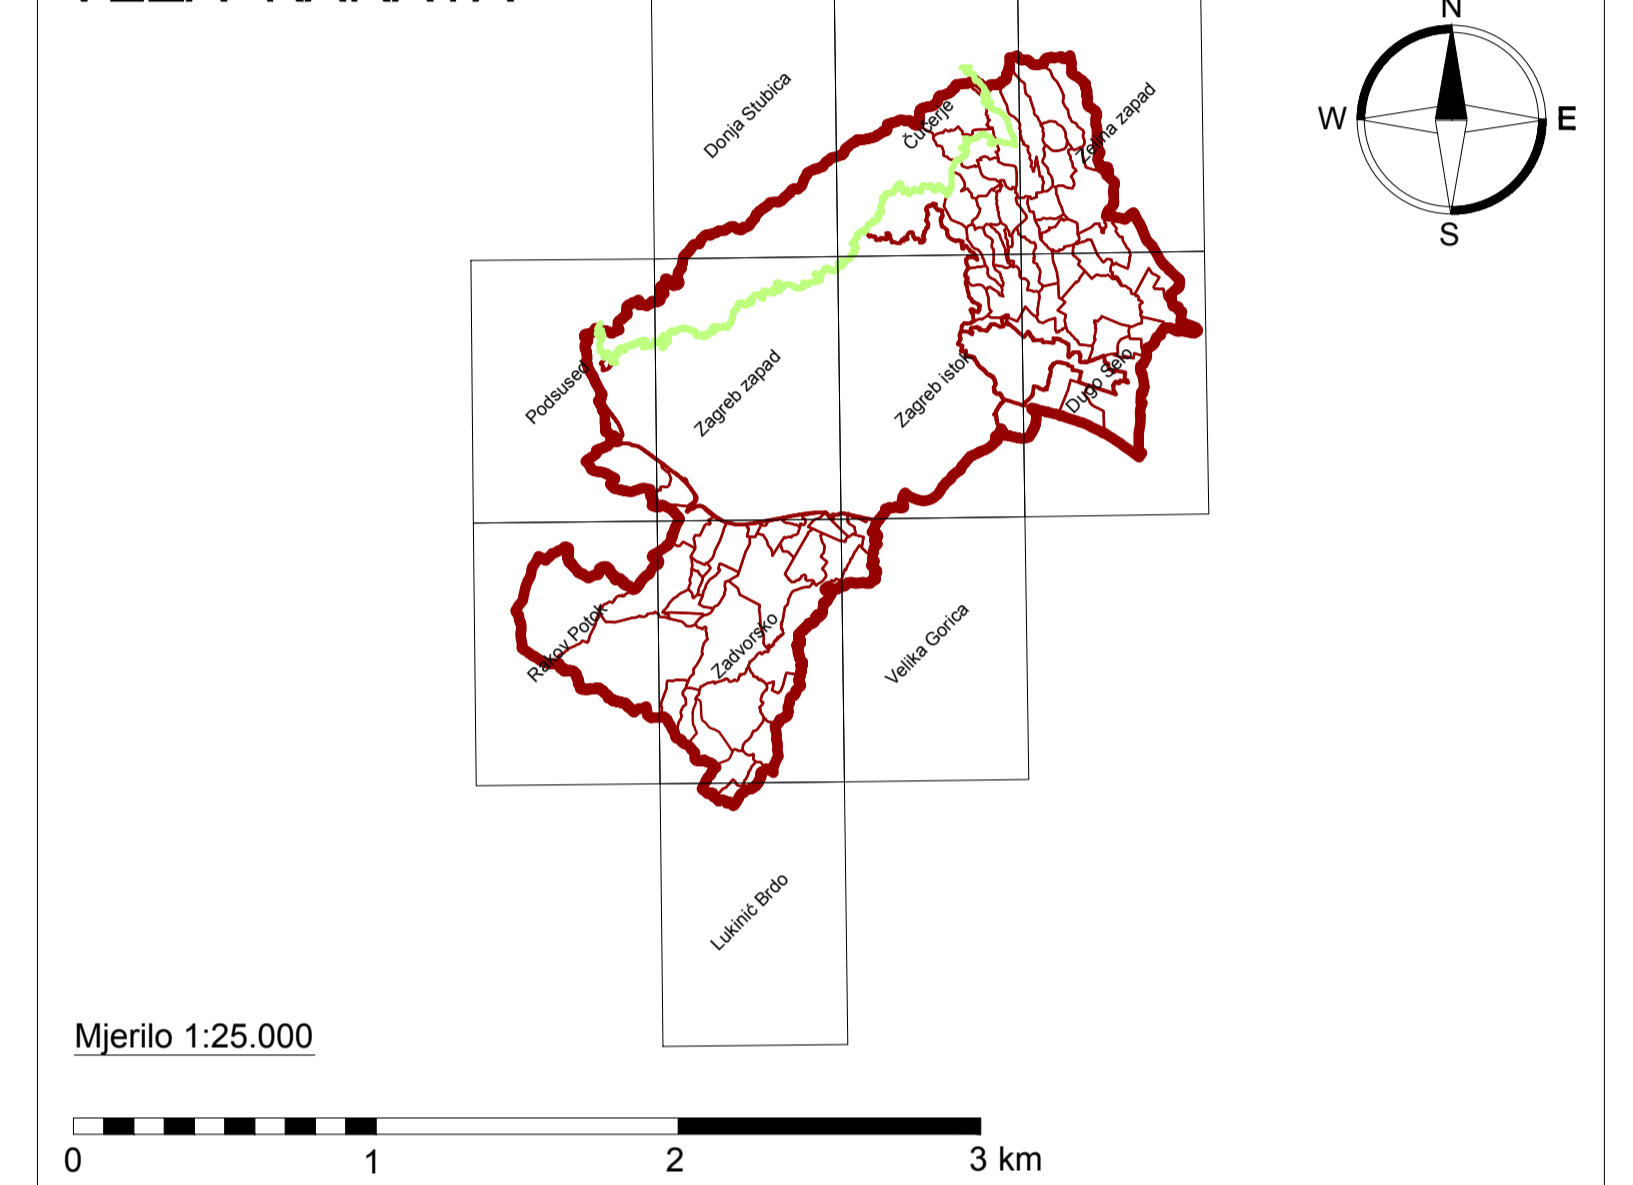 N
W
E
S
Donja Stubica
Čučerje
Zelina zapad
Podsused
Zagreb zapad
Zagreb istok
Dugo Selo
Rakov Potok
Zadvorsko
Velika Gorica
Lukinić Brdo
Mjerilo 1:25.000
0 1 2 3 km